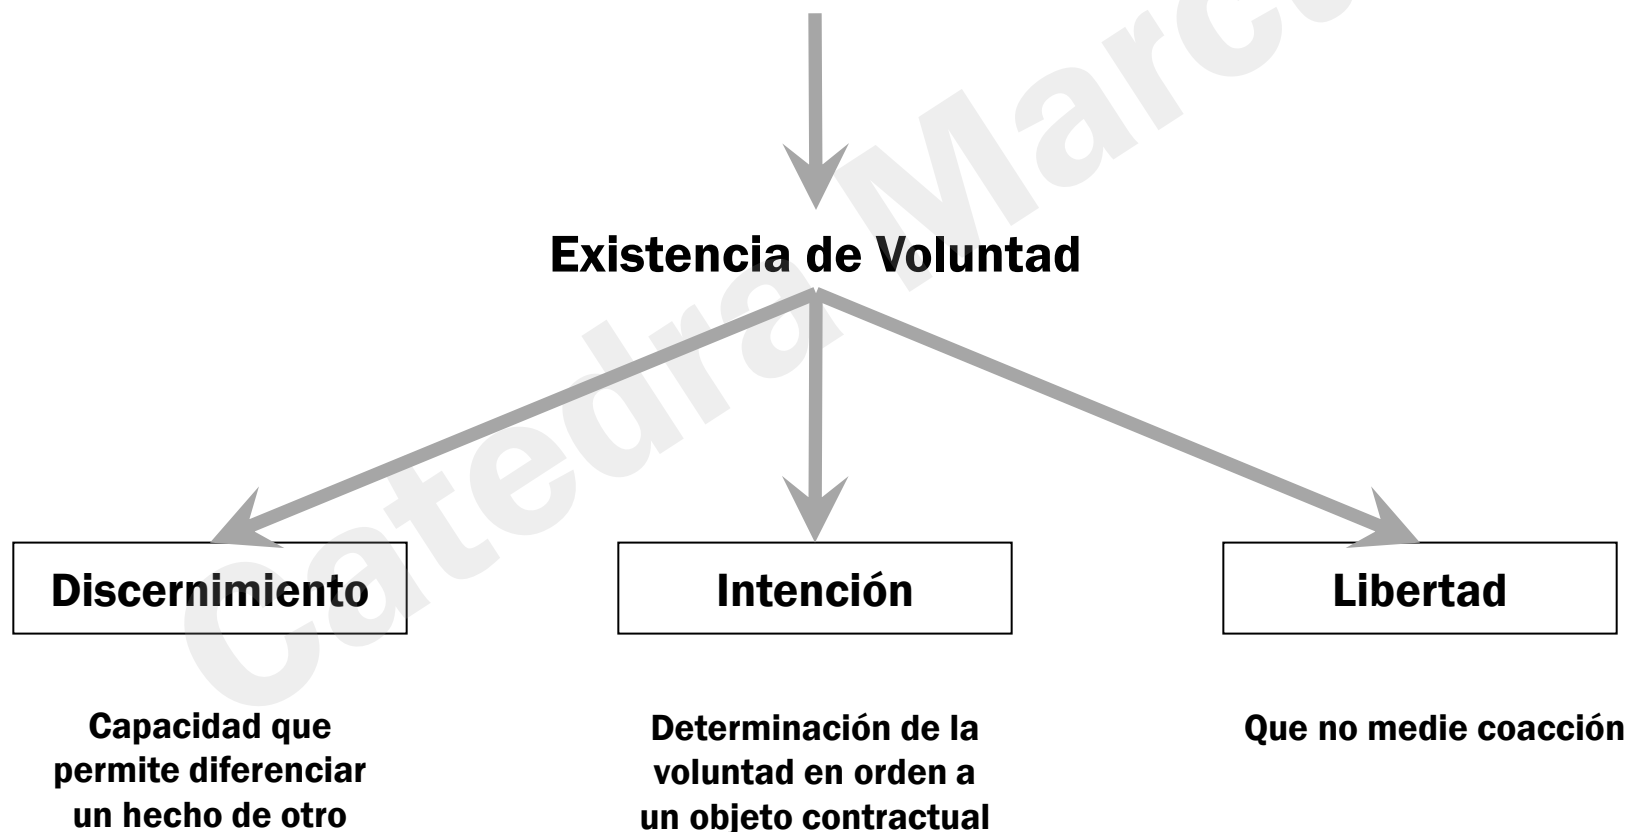 Existencia de Voluntad
Discernimiento
Intención
Libertad
Capacidad que
permite diferenciar
un hecho de otro
Determinación de la
voluntad en orden a
un objeto contractual
Que no medie coacción
Catedra